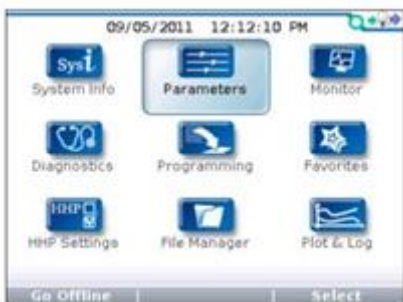 09/05/2011 12:12:10 PM
Sysi
System Info
Parameters
Monitor
Diagnostics
Programming
Favorites
HHP
HHP Settings
File Manager
Plot & Log
Go Offline
Select